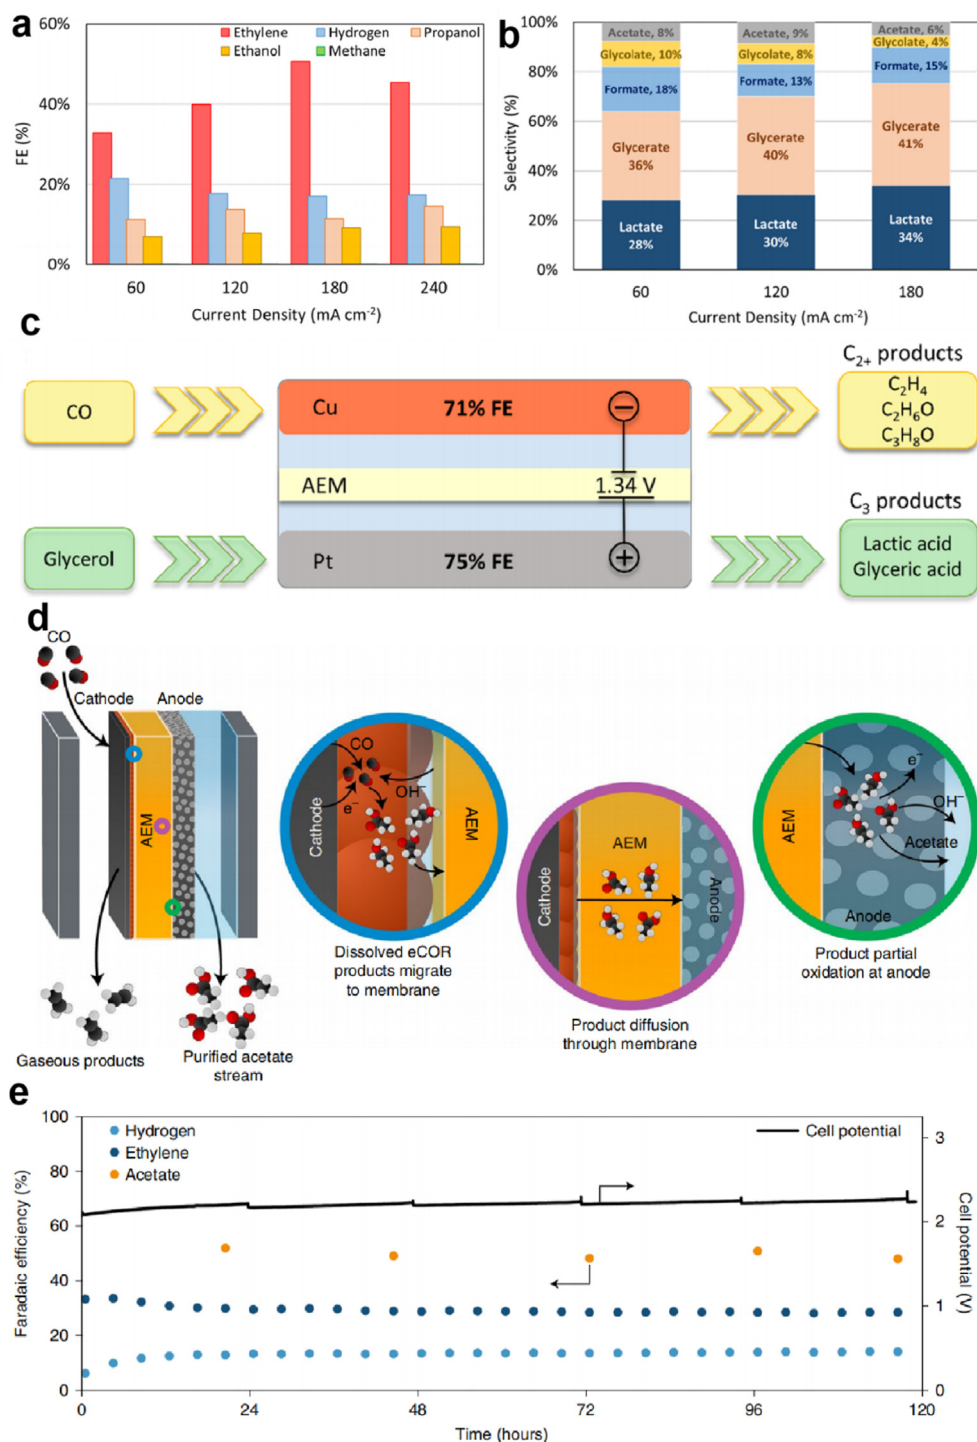 a
60%
40%
20%
0%
FE (%)
Ethylene
Hydrogen
Propanol
Ethanol
Methane
60
120
180
240
Current Density (mA cm⁻²)
b
100%
80%
60%
40%
20%
0%
Selectivity (%)
Acetate, 8%
Glycolate, 10%
Formate, 18%
Glycerate
36%
Lactate
28%
Acetate, 9%
Glycolate, 8%
Formate, 13%
Glycerate
40%
Lactate
30%
Acetate, 6%
Glycolate, 4%
Formate, 15%
Glycerate
41%
Lactate
34%
60
120
180
Current Density (mA cm⁻²)
c
CO
Cu
71% FE
−
C₂₊ products
C₂H₄
C₂H₆O
C₃H₈O
AEM
1.34 V
Glycerol
Pt
75% FE
+
C₃ products
Lactic acid
Glyceric acid
d
CO
Cathode
Anode
AEM
Gaseous products
Purified acetate
stream
CO
e⁻
OH⁻
Cathode
AEM
Dissolved eCOR
products migrate
to membrane
Cathode
AEM
Anode
Product diffusion
through membrane
AEM
e⁻
OH⁻
Acetate
Anode
Product partial
oxidation at anode
e
100
80
60
40
20
0
Faradaic efficiency (%)
Hydrogen
Ethylene
Acetate
Cell potential
3
2
1
0
Cell potential (V)
0
24
48
72
96
120
Time (hours)